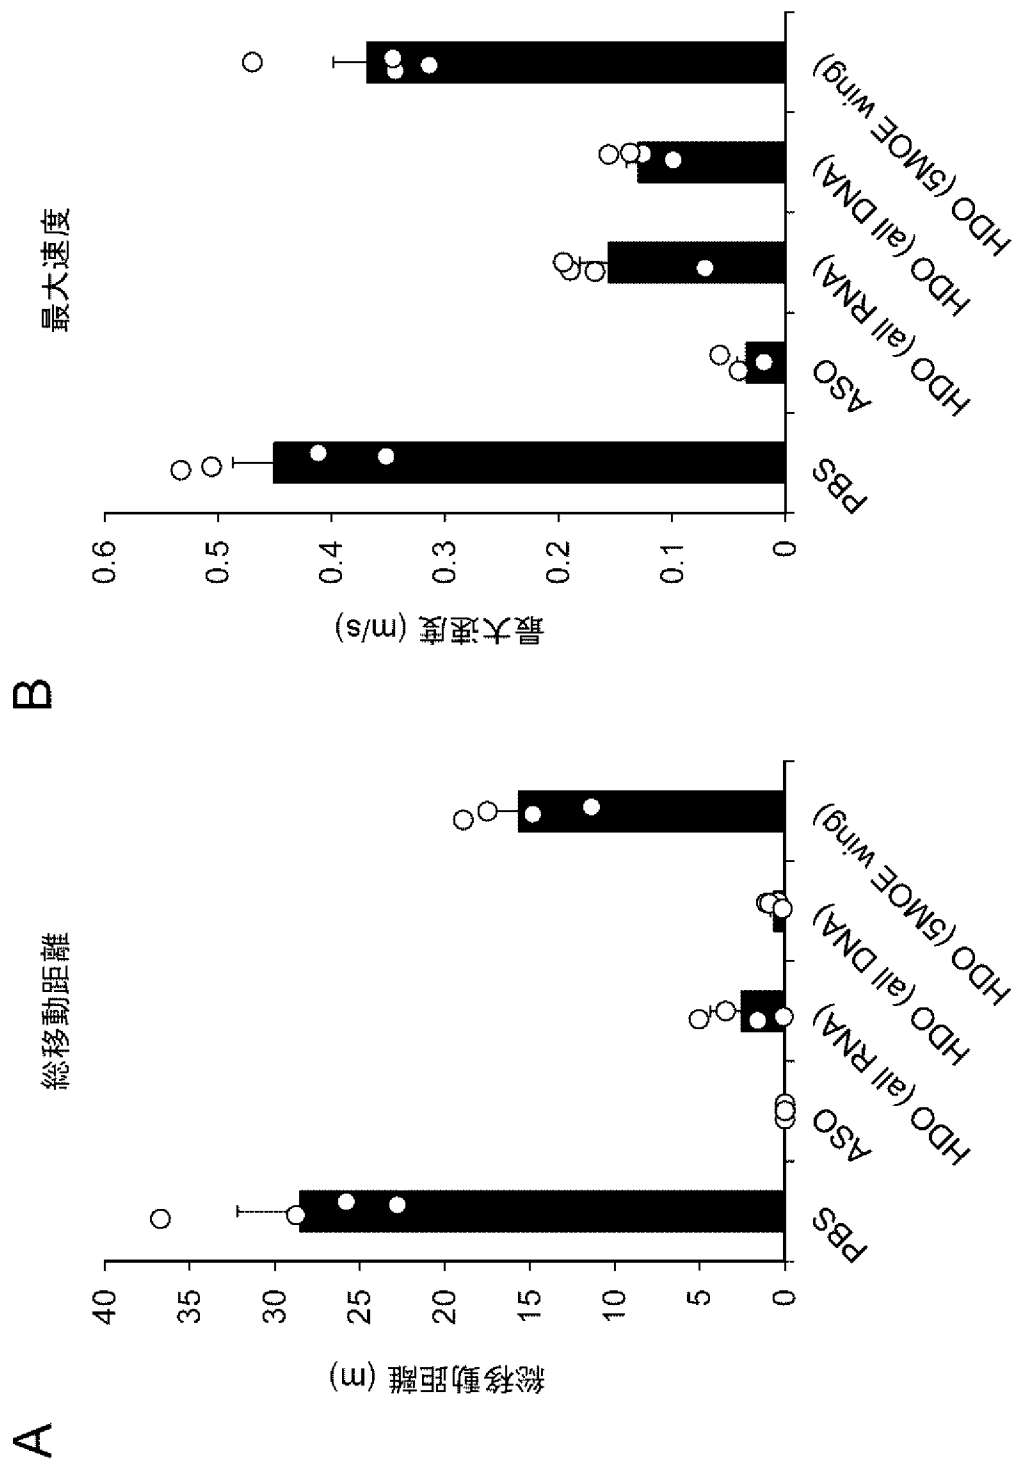 A
総移動距離
総移動距離 (m)
40
35
30
25
20
15
10
5
0
PBS
ASO
HDO (all RNA)
HDO (all DNA)
HDO (5MOE wing)
B
最大速度
最大速度 (m/s)
0.6
0.5
0.4
0.3
0.2
0.1
0
PBS
ASO
HDO (all RNA)
HDO (all DNA)
HDO (5MOE wing)